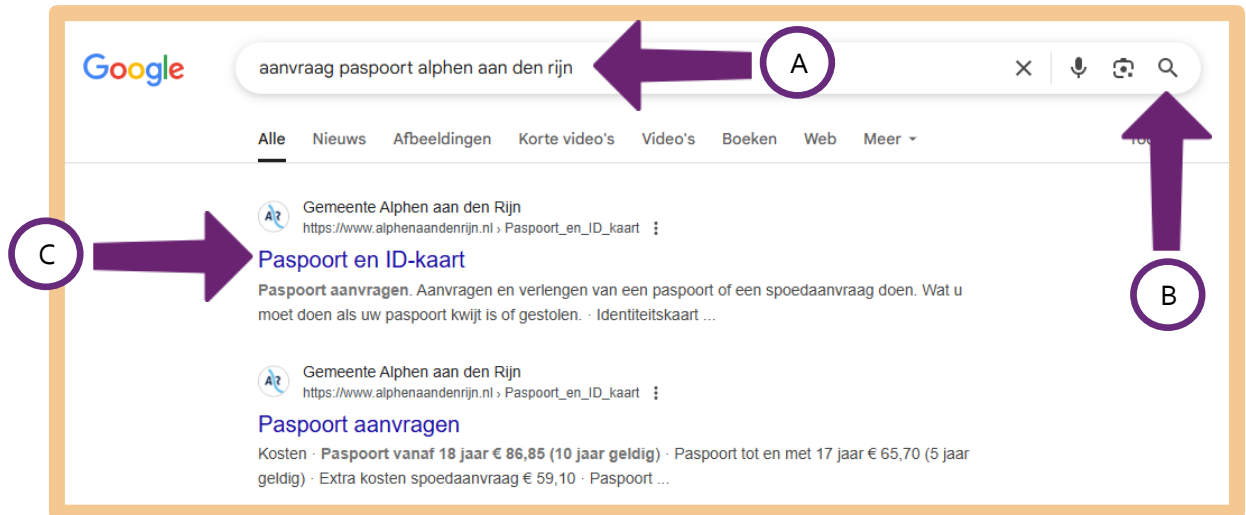 Google
aanvraag paspoort alphen aan den rijn
A
Alle Nieuws Afbeeldingen Korte video's Video's Boeken Web Meer
Gemeente Alphen aan den Rijn
https://www.alphenaandenrijn.nl › Paspoort_en_ID_kaart
C
Paspoort en ID-kaart
Paspoort aanvragen. Aanvragen en verlengen van een paspoort of een spoedaanvraag doen. Wat u
moet doen als uw paspoort kwijt is of gestolen. · Identiteitskaart ...
B
Gemeente Alphen aan den Rijn
https://www.alphenaandenrijn.nl › Paspoort_en_ID_kaart
Paspoort aanvragen
Kosten · Paspoort vanaf 18 jaar € 86,85 (10 jaar geldig) · Paspoort tot en met 17 jaar € 65,70 (5 jaar
geldig) · Extra kosten spoedaanvraag € 59,10 · Paspoort ...